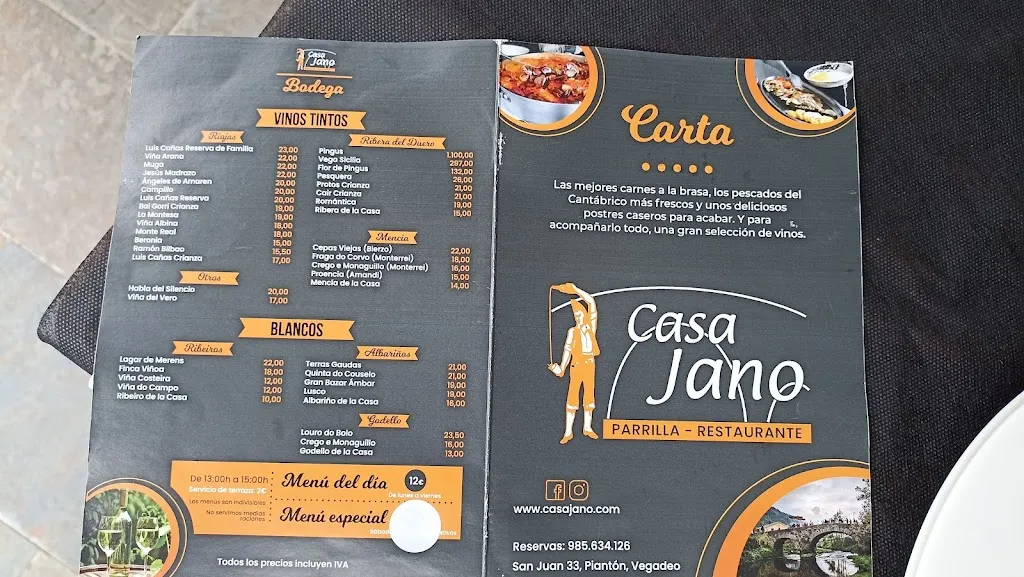 Casa Jano
Bodega
VINOS TINTOS
Riojas
Luis Cañas Reserva de Familia 23,00
Viña Arana 22,00
Muga 22,00
Jesús Madrazo 22,00
Ángeles de Amaren 20,00
Campillo 20,00
Luis Cañas Reserva 20,00
Bai Gorri Crianza 19,00
La Montesa 19,00
Viña Albina 18,00
Monte Real 18,00
Beronia 15,00
Ramón Bilbao 15,50
Luis Cañas Crianza 17,00
Otros
Habla del Silencio 20,00
Viña del Vero 17,00
Ribera del Duero
Pingus 1.100,00
Vega Sicilia 297,00
Flor de Pingus 132,00
Pesquera 26,00
Protos Crianza 21,00
Cair Crianza 21,00
Romántica 19,00
Ribera de la Casa 15,00
Mencia
Cepas Viejas (Bierzo) 22,00
Fraga do Corvo (Monterrei) 18,00
Crego e Monaguillo (Monterrei) 16,00
Proencia (Amandi) 15,00
Mencia de la Casa 14,00
BLANCOS
Ribeiros
Lagar de Merens 22,00
Finca Viñoa 18,00
Viña Costeira 12,00
Viña do Campo 12,00
Ribeiro de la Casa 10,00
Albariños
Terras Gaudas 21,00
Quinta do Couselo 21,00
Gran Bazar Ámbar 19,00
Lusco 19,00
Albariño de la Casa 16,00
Godello
Louro do Bolo 23,50
Crego e Monaguillo 16,00
Godello de la Casa 13,00
De 13:00h a 15:00h
Servicio de terraza: 2€
Los menús son indivisibles
No servimos medias
raciones
Menú del día 12€
De lunes a viernes
Menú especial
Todos los precios incluyen IVA
Carta
Las mejores carnes a la brasa, los pescados del
Cantábrico más frescos y unos deliciosos
postres caseros para acabar. Y para
acompañarlo todo, una gran selección de vinos.
Casa
Jano
PARRILLA - RESTAURANTE
www.casajano.com
Reservas: 985.634.126
San Juan 33, Piantón, Vegadeo